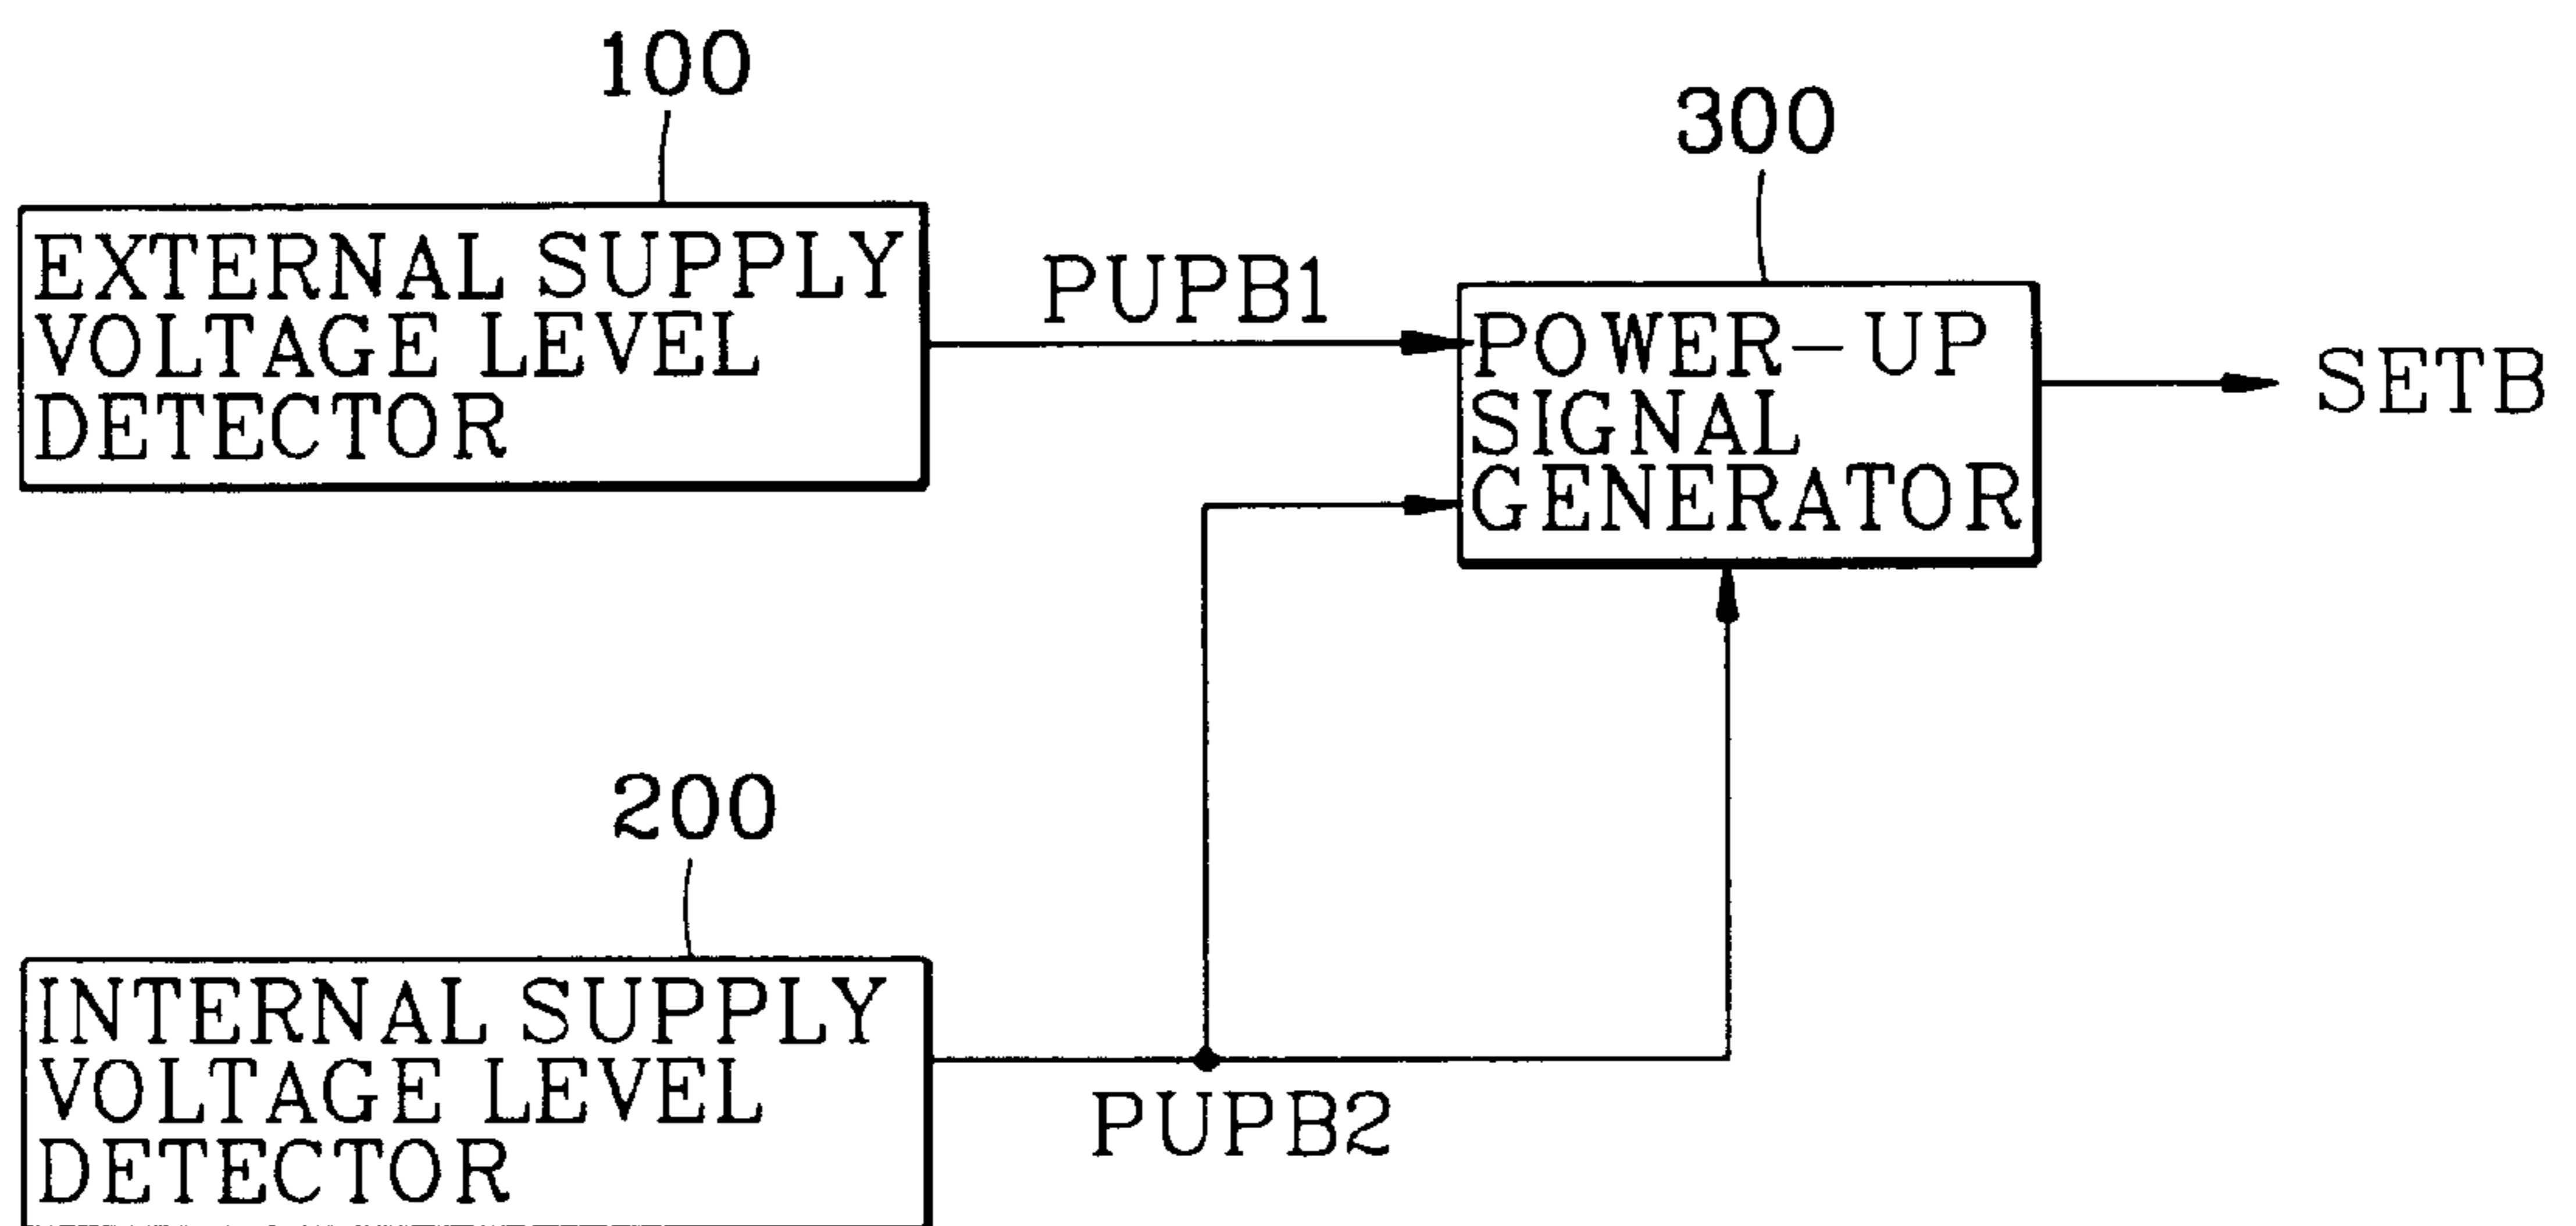 100
300
EXTERNAL SUPPLY
VOLTAGE LEVEL
DETECTOR
PUPB1
POWER-UP
SIGNAL
GENERATOR
SETB
200
INTERNAL SUPPLY
VOLTAGE LEVEL
DETECTOR
PUPB2